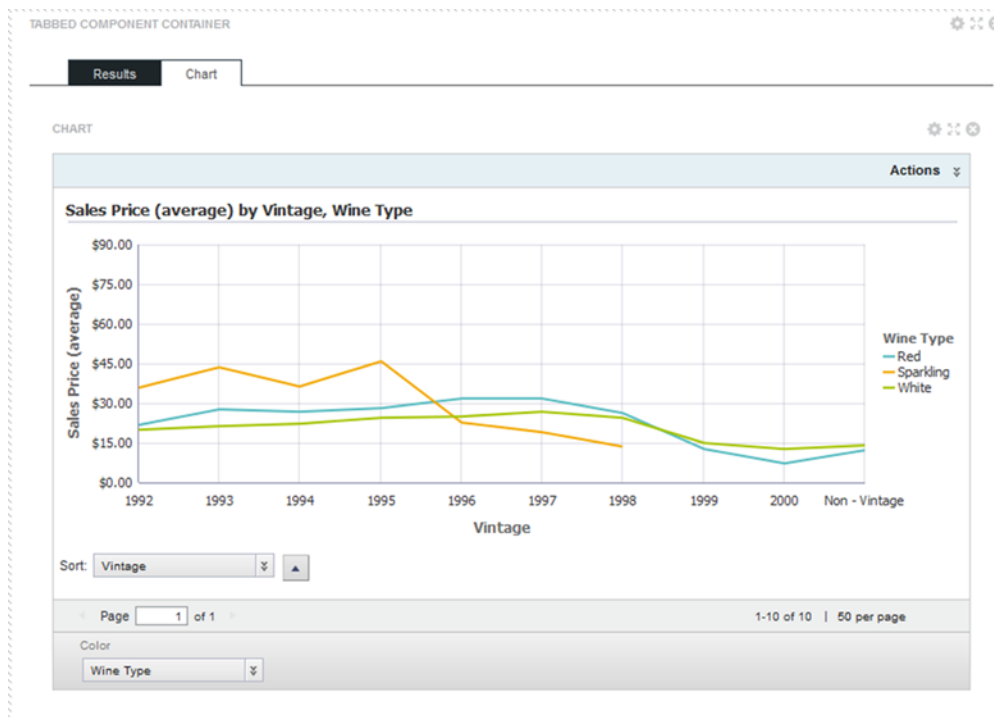 TABBED COMPONENT CONTAINER
Results Chart
CHART
Actions
Sales Price (average) by Vintage, Wine Type
$90.00
$75.00
$60.00
$45.00
$30.00
$15.00
$0.00
Sales Price (average)
1992 1993 1994 1995 1996 1997 1998 1999 2000 Non - Vintage
Vintage
Wine Type
Red
Sparkling
White
Sort: Vintage
Page 1 of 1 1-10 of 10 | 50 per page
Color
Wine Type